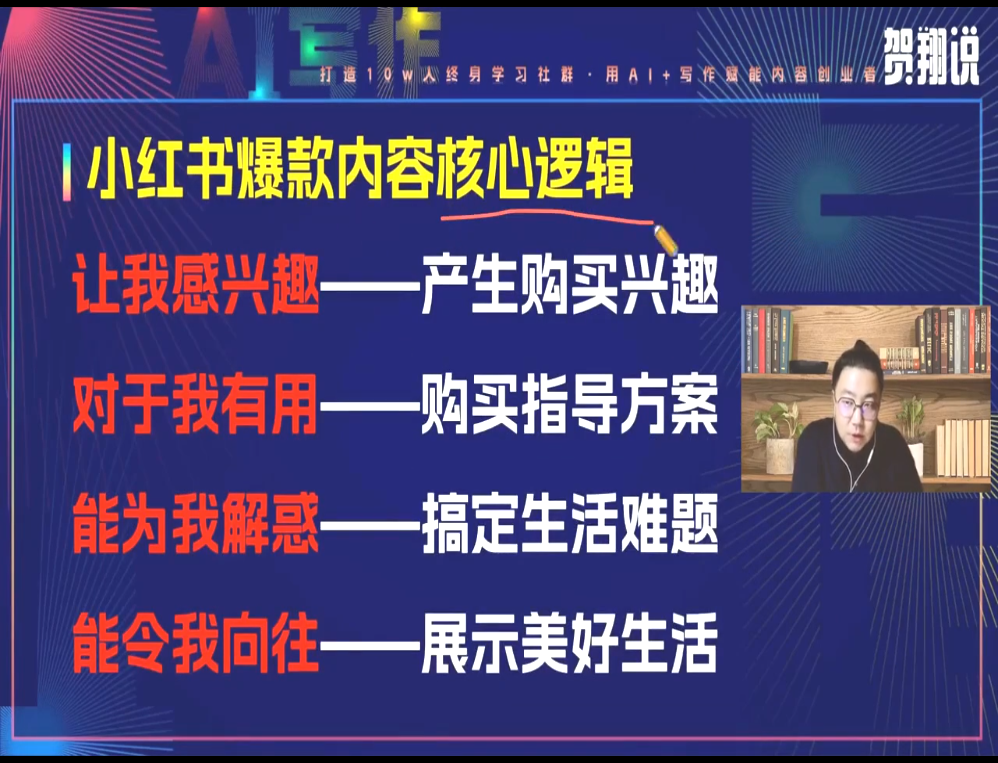 AI写作
打造10w人终身学习社群·用AI+写作赋能内容创业者
贺翔说
小红书爆款内容核心逻辑
让我感兴趣——产生购买兴趣
对于我有用——购买指导方案
能为我解惑——搞定生活难题
能令我向往——展示美好生活